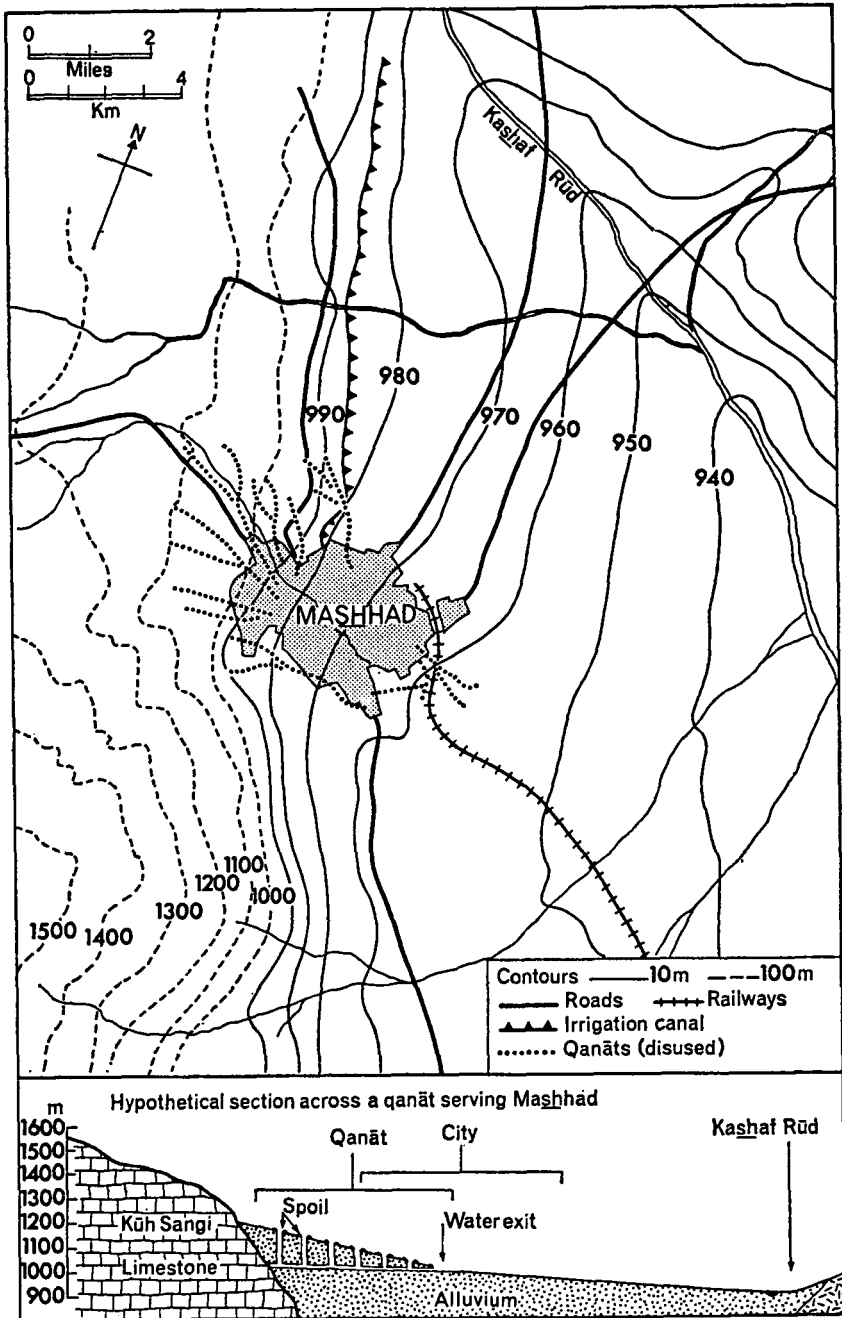 0 2
Miles
0 4
Km
N
Kashaf Rūd
980
990
970
960
950
940
MASHHAD
1100
1200
1000
1300
1400
1500
Contours 10m 100m
Roads Railways
Irrigation canal
Qanāts (disused)
Hypothetical section across a qanāt serving Mashhad
m
1600
1500
1400
1300
1200
1100
1000
900
Qanāt
City
Kashaf Rūd
Spoil
Kūh Sangi
Water exit
Limestone
Alluvium